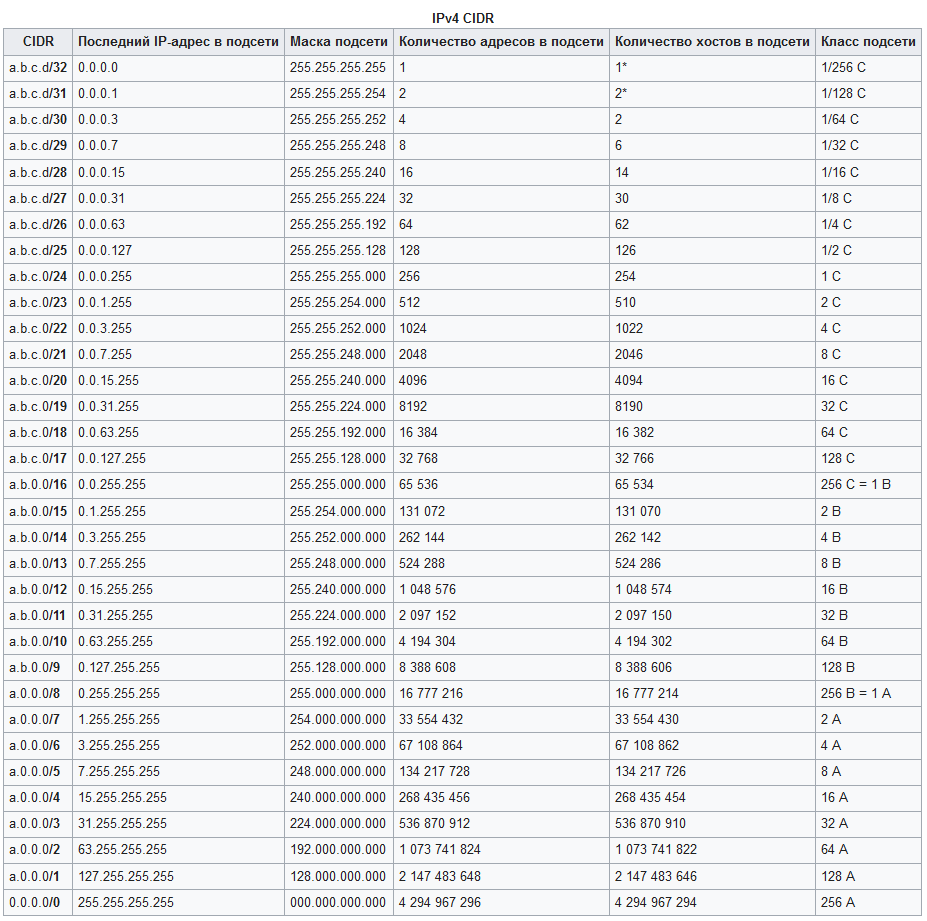 IPv4 CIDR
CIDR Последний IP-адрес в подсети Маска подсети Количество адресов в подсети Количество хостов в подсети Класс подсети
a.b.c.d/32 0.0.0.0 255.255.255.255 1 1* 1/256 C
a.b.c.d/31 0.0.0.1 255.255.255.254 2 2* 1/128 C
a.b.c.d/30 0.0.0.3 255.255.255.252 4 2 1/64 C
a.b.c.d/29 0.0.0.7 255.255.255.248 8 6 1/32 C
a.b.c.d/28 0.0.0.15 255.255.255.240 16 14 1/16 C
a.b.c.d/27 0.0.0.31 255.255.255.224 32 30 1/8 C
a.b.c.d/26 0.0.0.63 255.255.255.192 64 62 1/4 C
a.b.c.d/25 0.0.0.127 255.255.255.128 128 126 1/2 C
a.b.c.0/24 0.0.0.255 255.255.255.000 256 254 1 C
a.b.c.0/23 0.0.1.255 255.255.254.000 512 510 2 C
a.b.c.0/22 0.0.3.255 255.255.252.000 1024 1022 4 C
a.b.c.0/21 0.0.7.255 255.255.248.000 2048 2046 8 C
a.b.c.0/20 0.0.15.255 255.255.240.000 4096 4094 16 C
a.b.c.0/19 0.0.31.255 255.255.224.000 8192 8190 32 C
a.b.c.0/18 0.0.63.255 255.255.192.000 16 384 16 382 64 C
a.b.c.0/17 0.0.127.255 255.255.128.000 32 768 32 766 128 C
a.b.0.0/16 0.0.255.255 255.255.000.000 65 536 65 534 256 C = 1 B
a.b.0.0/15 0.1.255.255 255.254.000.000 131 072 131 070 2 B
a.b.0.0/14 0.3.255.255 255.252.000.000 262 144 262 142 4 B
a.b.0.0/13 0.7.255.255 255.248.000.000 524 288 524 286 8 B
a.b.0.0/12 0.15.255.255 255.240.000.000 1 048 576 1 048 574 16 B
a.b.0.0/11 0.31.255.255 255.224.000.000 2 097 152 2 097 150 32 B
a.b.0.0/10 0.63.255.255 255.192.000.000 4 194 304 4 194 302 64 B
a.b.0.0/9 0.127.255.255 255.128.000.000 8 388 608 8 388 606 128 B
a.0.0.0/8 0.255.255.255 255.000.000.000 16 777 216 16 777 214 256 B = 1 A
a.0.0.0/7 1.255.255.255 254.000.000.000 33 554 432 33 554 430 2 A
a.0.0.0/6 3.255.255.255 252.000.000.000 67 108 864 67 108 862 4 A
a.0.0.0/5 7.255.255.255 248.000.000.000 134 217 728 134 217 726 8 A
a.0.0.0/4 15.255.255.255 240.000.000.000 268 435 456 268 435 454 16 A
a.0.0.0/3 31.255.255.255 224.000.000.000 536 870 912 536 870 910 32 A
a.0.0.0/2 63.255.255.255 192.000.000.000 1 073 741 824 1 073 741 822 64 A
a.0.0.0/1 127.255.255.255 128.000.000.000 2 147 483 648 2 147 483 646 128 A
0.0.0.0/0 255.255.255.255 000.000.000.000 4 294 967 296 4 294 967 294 256 A